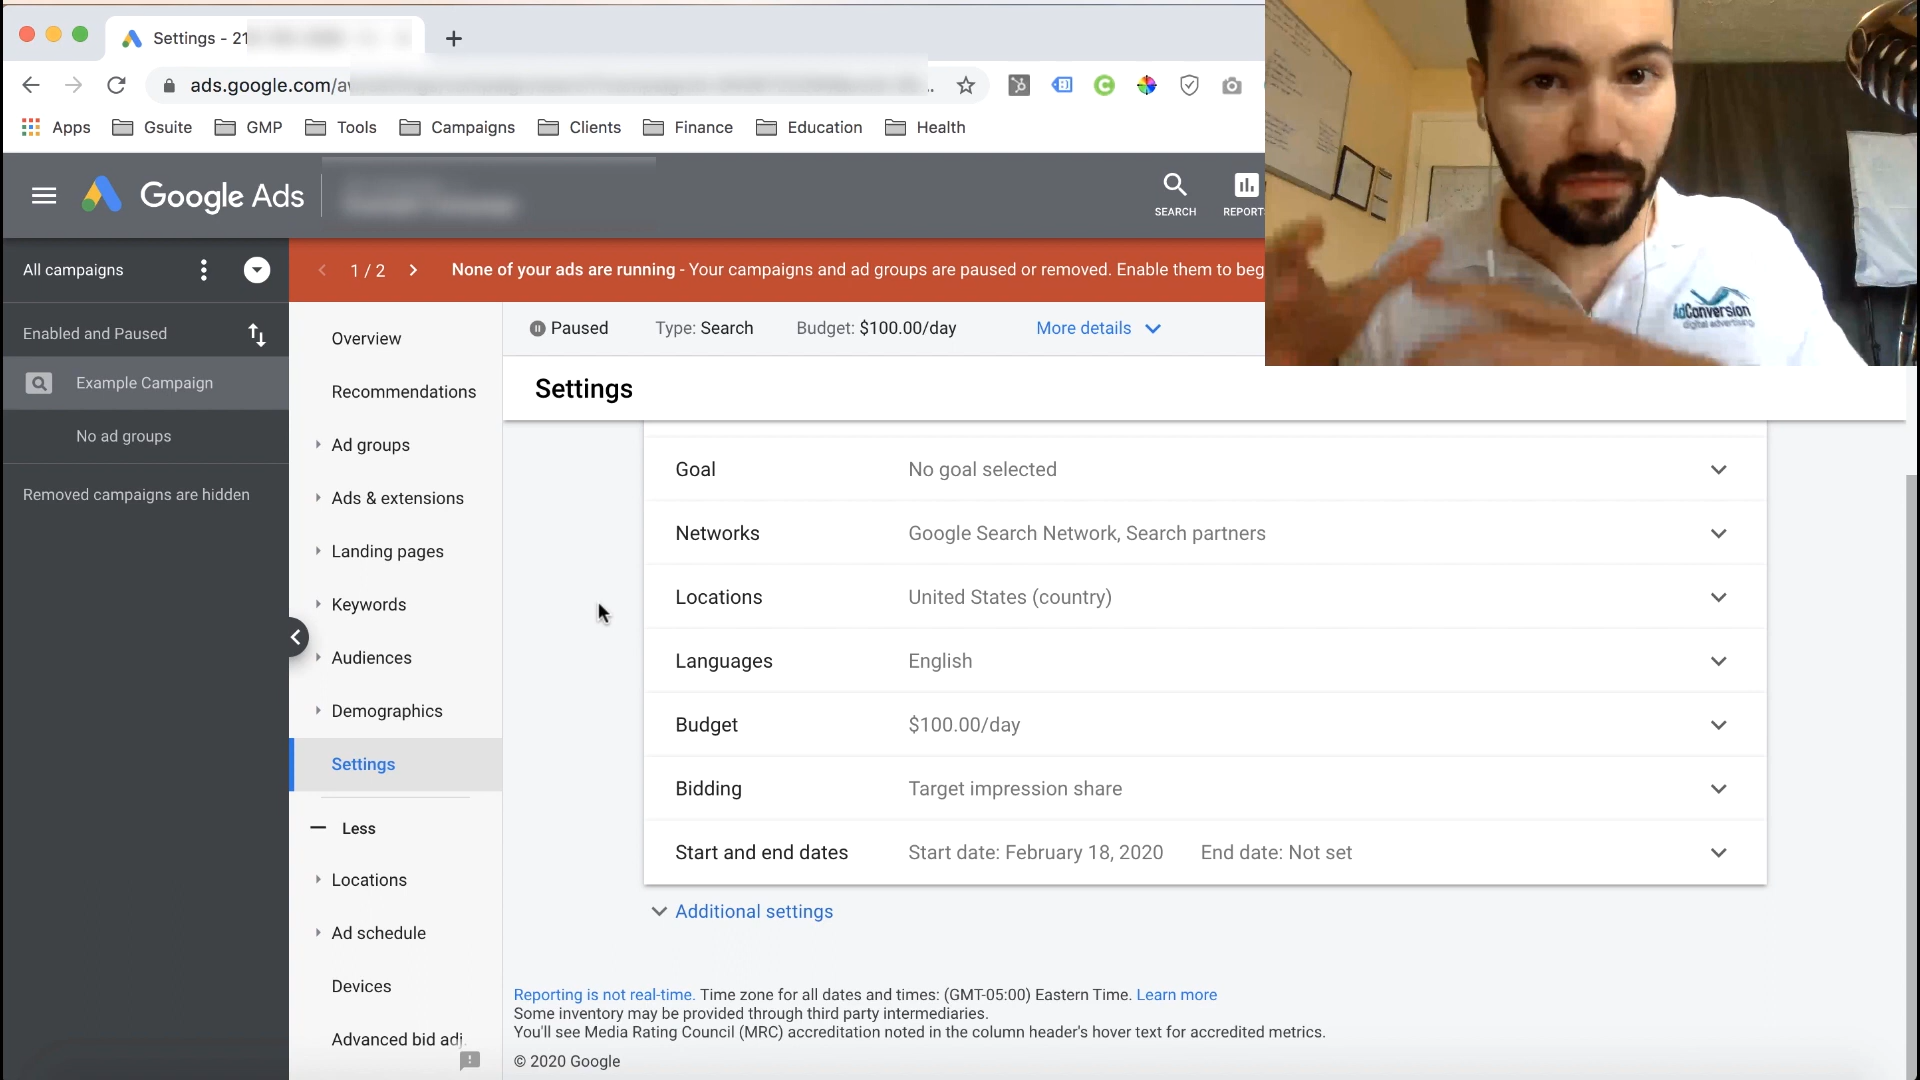 Settings - 21
ads.google.com/a
Apps
Gsuite
GMP
Tools
Campaigns
Clients
Finance
Education
Health
Google Ads
SEARCH
REPORT
All campaigns
1 / 2
None of your ads are running - Your campaigns and ad groups are paused or removed. Enable them to beg
Enabled and Paused
Example Campaign
No ad groups
Removed campaigns are hidden
Overview
Recommendations
Ad groups
Ads & extensions
Landing pages
Keywords
Audiences
Demographics
Settings
Less
Locations
Ad schedule
Devices
Advanced bid adj.
Paused
Type: Search
Budget: $100.00/day
More details
Settings
Goal
No goal selected
Networks
Google Search Network, Search partners
Locations
United States (country)
Languages
English
Budget
$100.00/day
Bidding
Target impression share
Start and end dates
Start date: February 18, 2020
End date: Not set
Additional settings
Reporting is not real-time. Time zone for all dates and times: (GMT-05:00) Eastern Time. Learn more
Some inventory may be provided through third party intermediaries.
You'll see Media Rating Council (MRC) accreditation noted in the column header's hover text for accredited metrics.
© 2020 Google
AdConversion
digital advertising